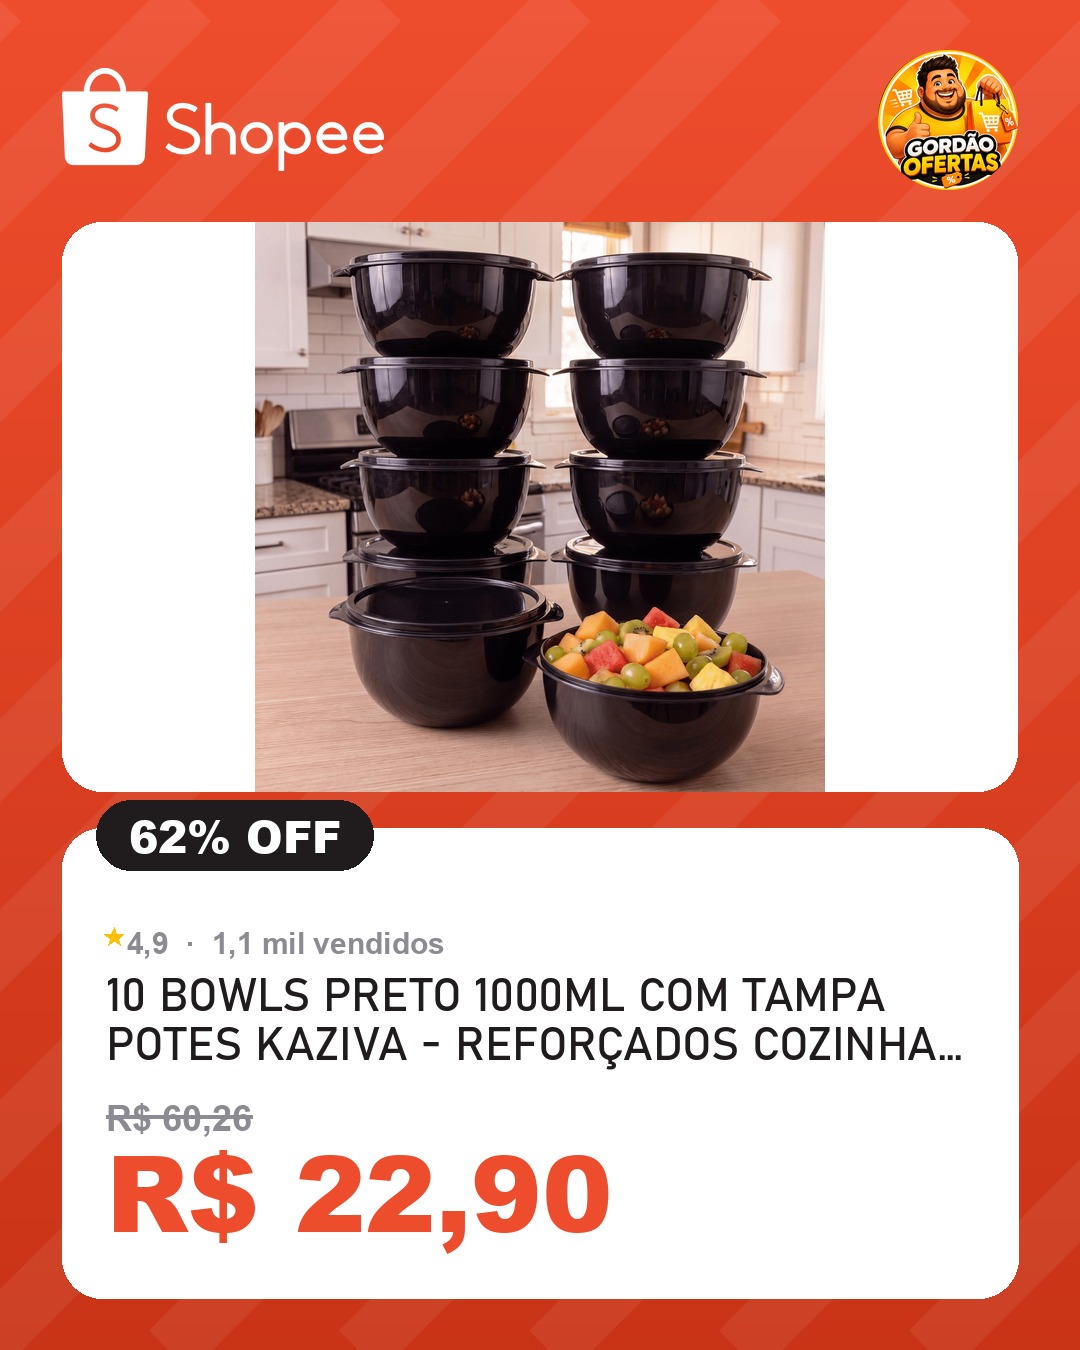 S Shopee
GORDÃO
OFERTAS
%
%
62% OFF
4,9 · 1,1 mil vendidos
10 BOWLS PRETO 1000ML COM TAMPA
POTES KAZIVA - REFORÇADOS COZINHA...
R$ 60,26
R$ 22,90